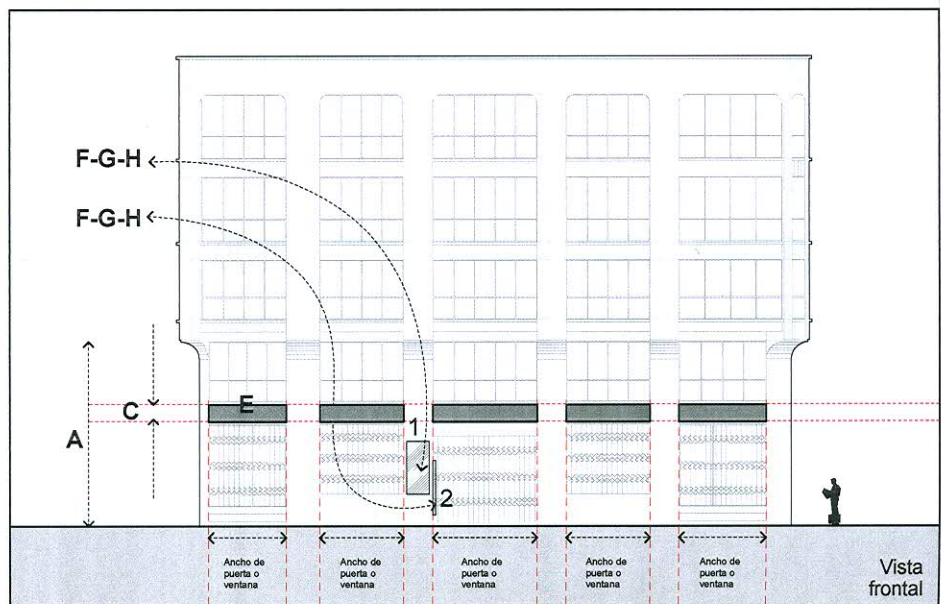 F-G-H
F-G-H
C
E
A
1
2
Ancho de
puerta o
ventana
Ancho de
puerta o
ventana
Ancho de
puerta o
ventana
Ancho de
puerta o
ventana
Ancho de
puerta o
ventana
Vista
frontal